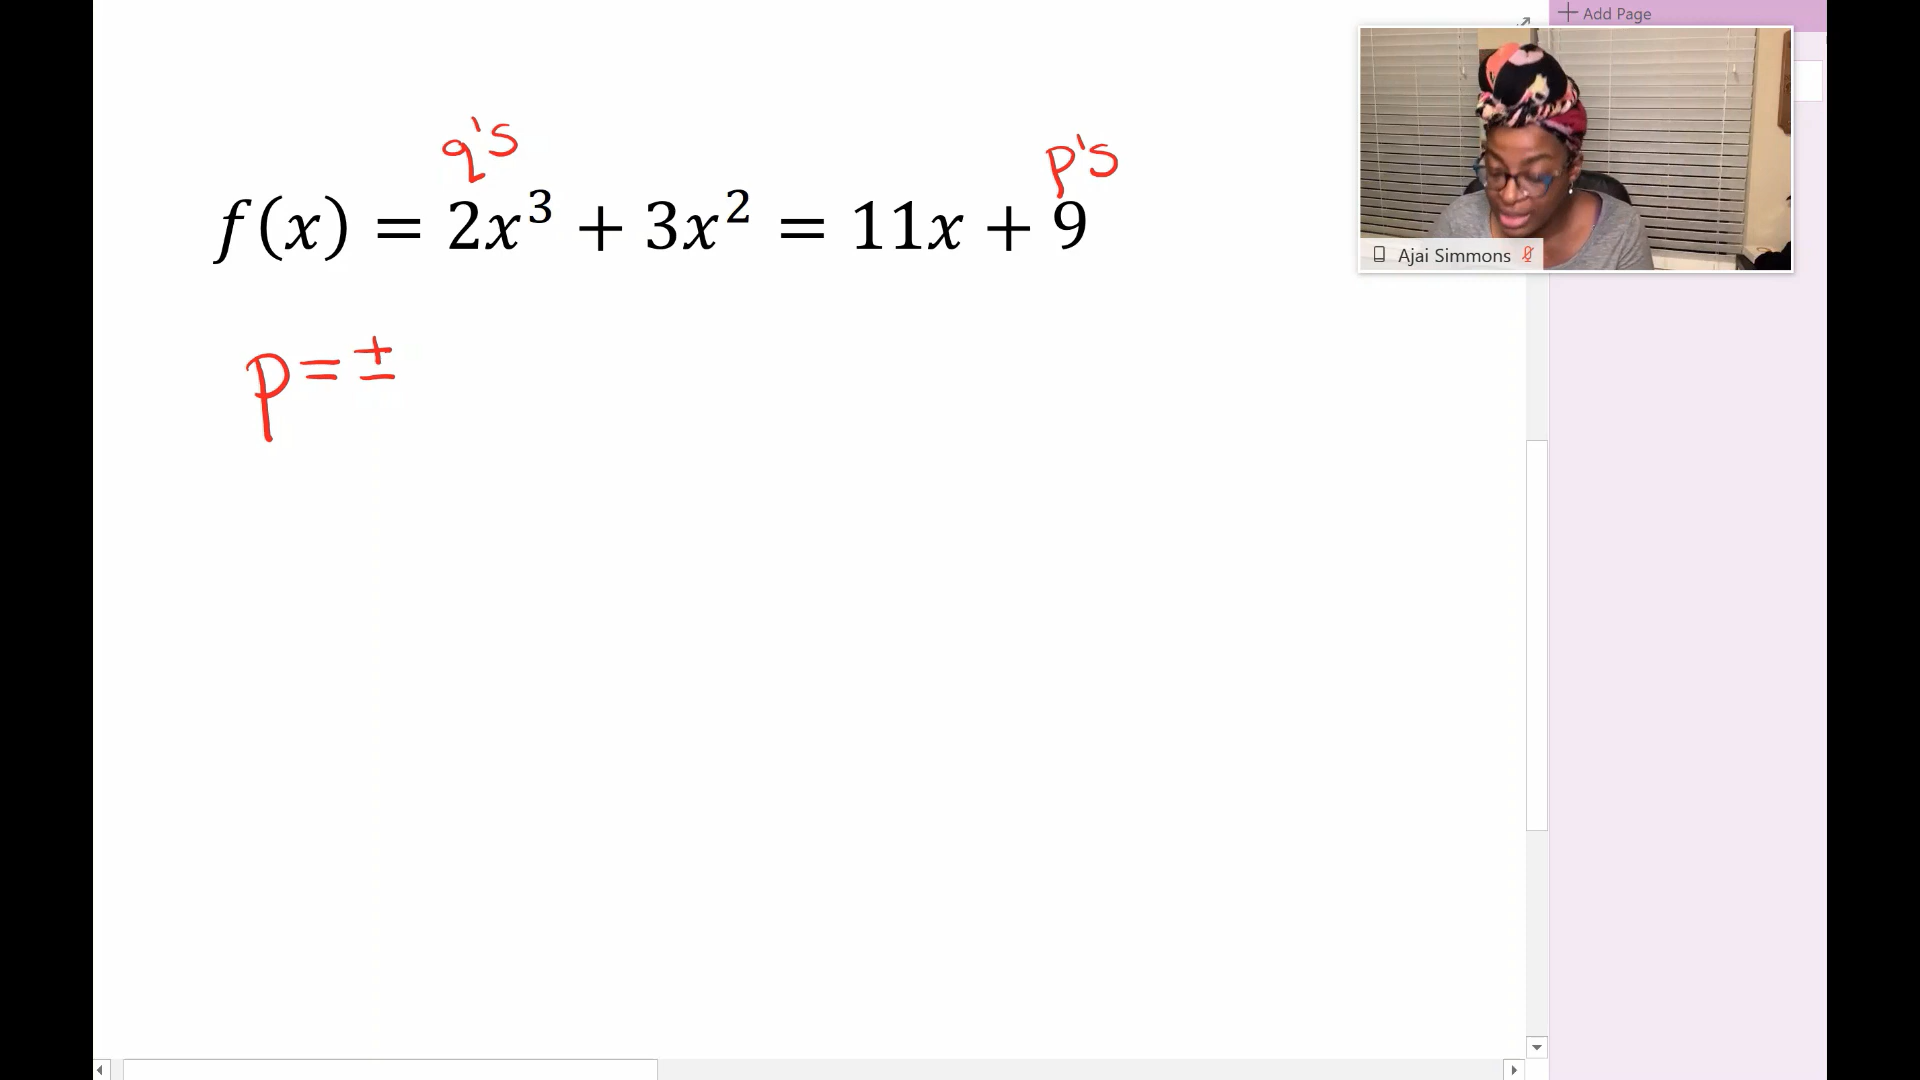 Add Page
q's
p's
f(x) = 2x³ + 3x² = 11x + 9
Ajai Simmons
p = ±